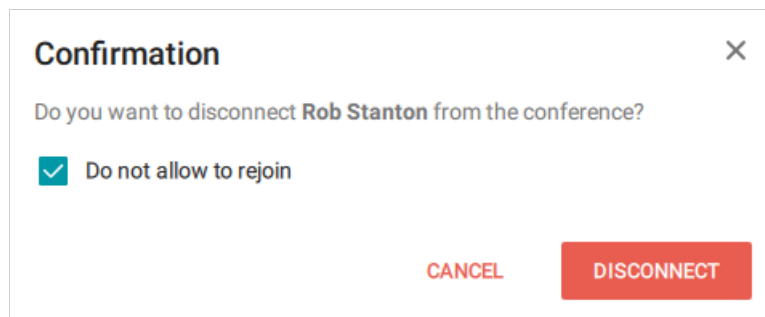 Confirmation
Do you want to disconnect Rob Stanton from the conference?
Do not allow to rejoin
CANCEL DISCONNECT